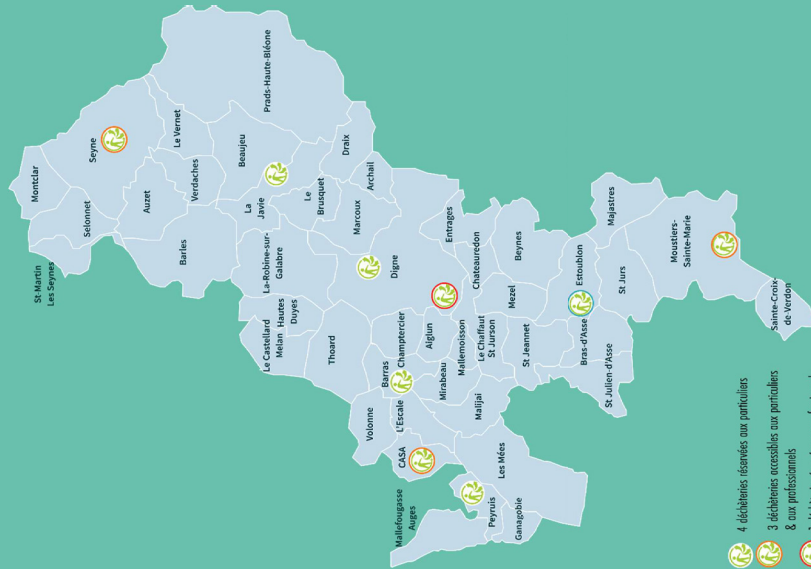 St-Martin
Les Seynes
Montclar
Selonnet
Seyne
Auzet
Le Vernet
Verdaches
Barles
Beaujeu
Prads-Haute-Bléone
La
Javie
Draix
Archail
Le
Brusquet
Marcoux
La-Robine-sur-
Galabre
Le Castellard
Melan
Hautes
Duyes
Thoard
Digne
Entrages
Barras
Champtercier
Aiglun
Volonne
L'Escale
Mirabeau
Mallemoisson
Le Chaffaut
St Jurson
Chateauredon
Beynes
Mezel
St Jeannet
CASA
Malijai
Les Mées
Mallefougasse
Auges
Peyruis
Ganagobie
Estoublon
Bras-d'Asse
St Julien-d'Asse
Majastres
St Jurs
Moustiers-
Sainte-Marie
Sainte-Croix-
de-Verdon
4 déchèteries réservées aux particuliers
3 déchèteries accessibles aux particuliers
& aux professionnels